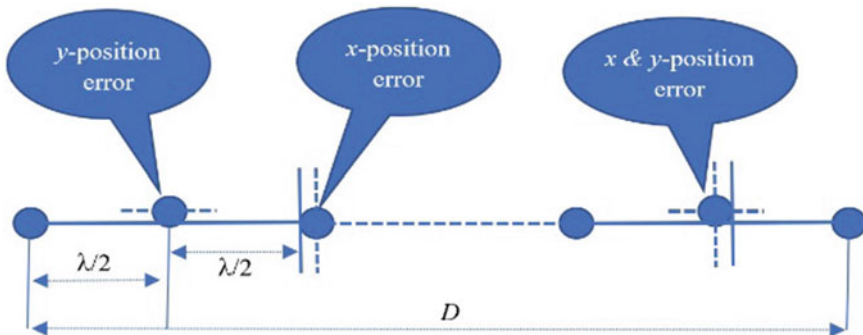 y-position
error
x-position
error
x & y-position
error
λ/2
λ/2
D